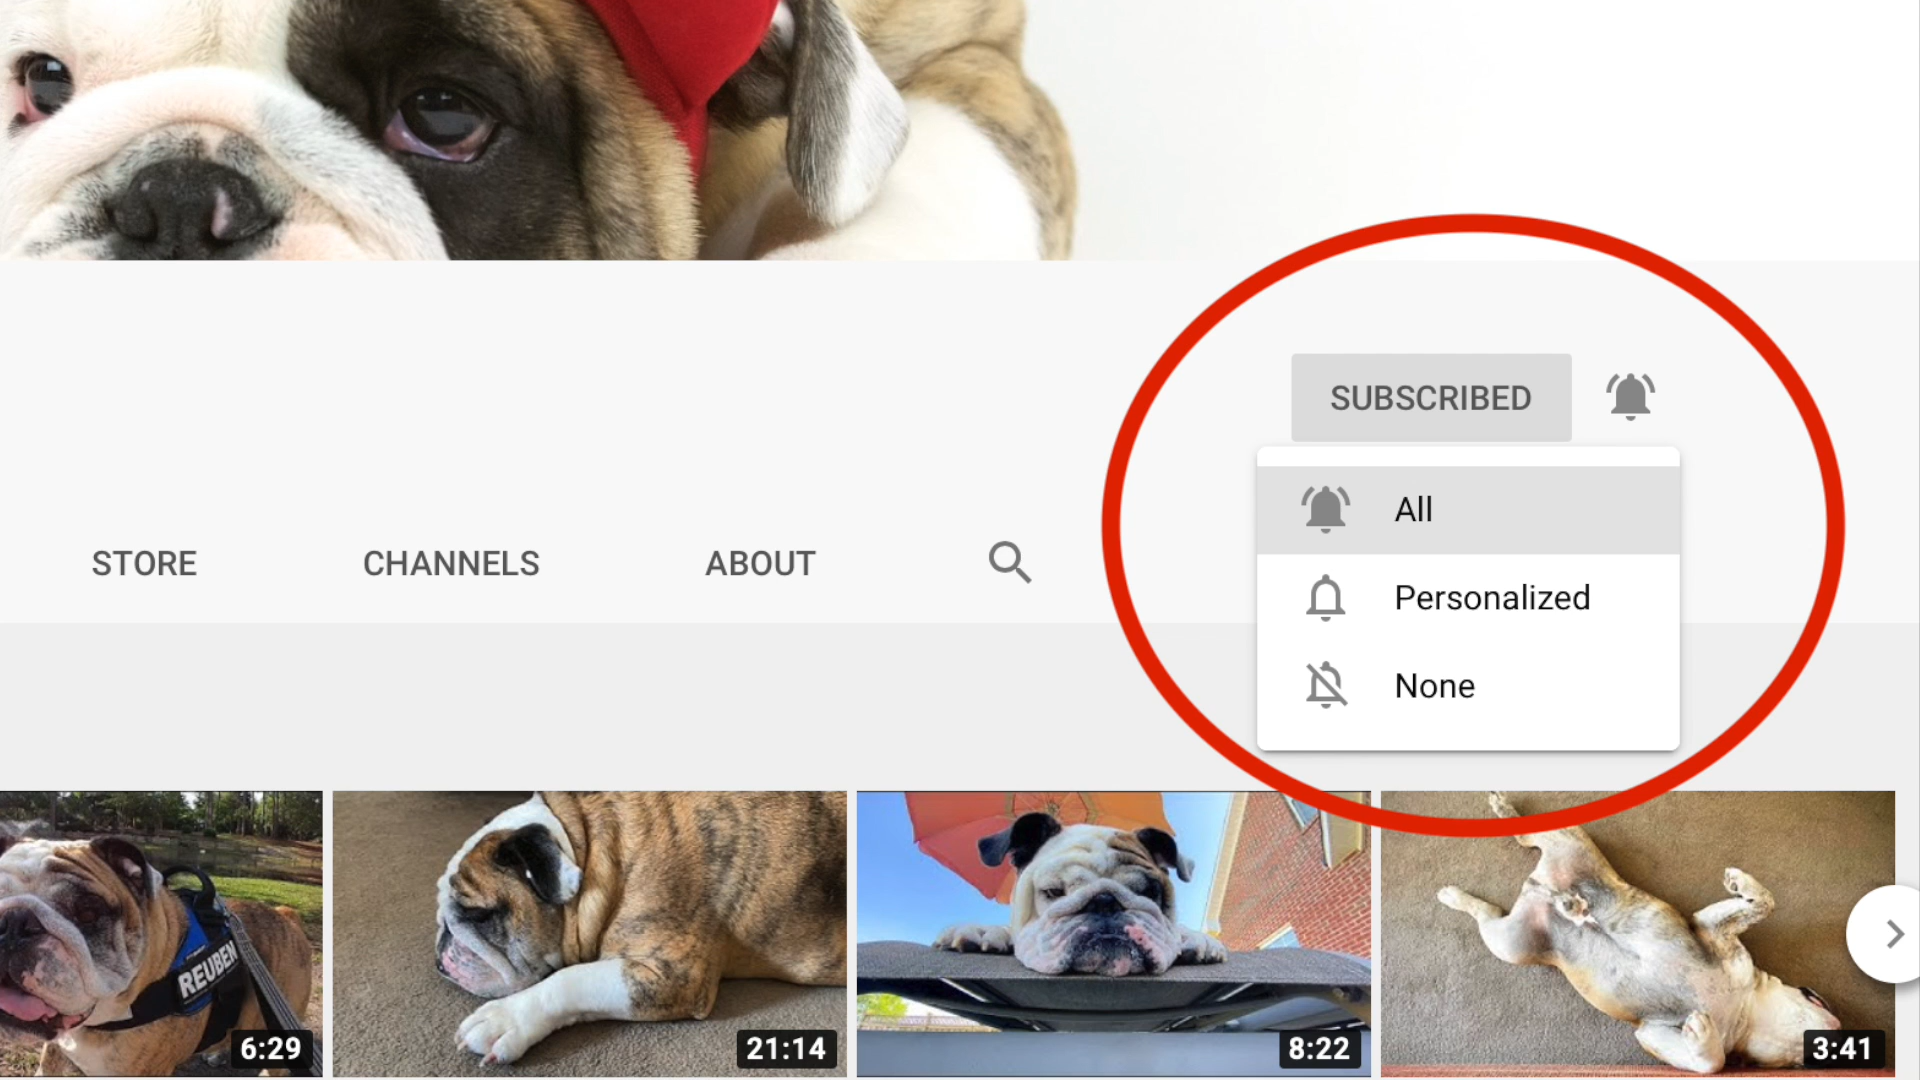 SUBSCRIBED
All
STORE
CHANNELS
ABOUT
Personalized
None
REUBEN
6:29
21:14
8:22
3:41